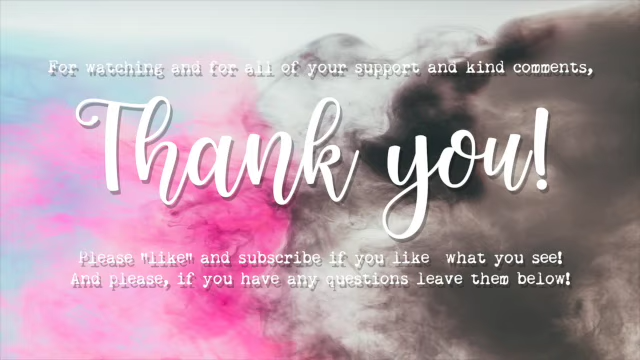 For watching and for all of your support and kind comments,
Thank you!
Please "like" and subscribe if you like what you see!
And please, if you have any questions leave them below!